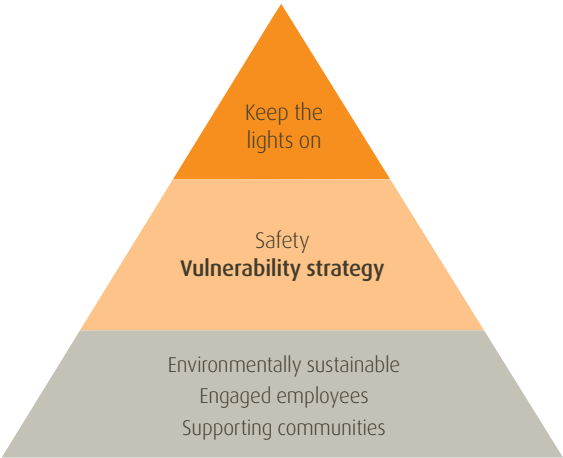 Keep the
lights on
Safety
Vulnerability strategy
Environmentally sustainable
Engaged employees
Supporting communities